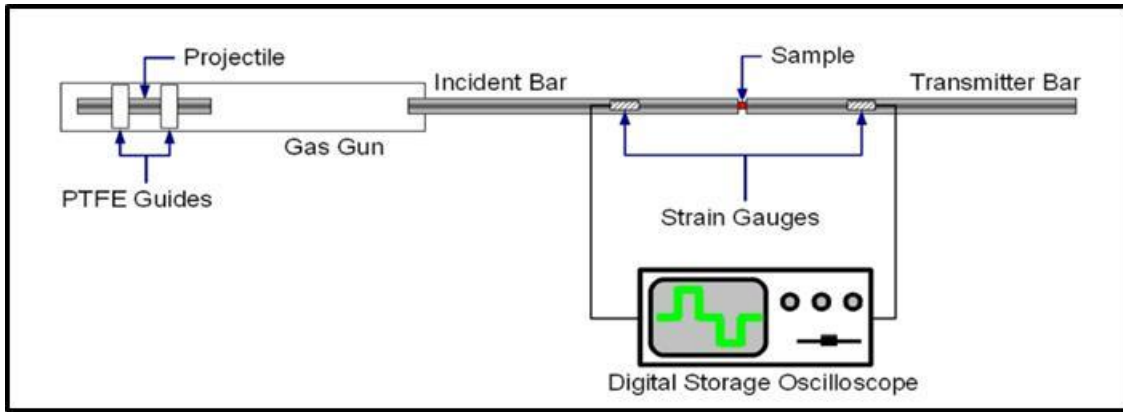 Projectile
Sample
Incident Bar
Transmitter Bar
Gas Gun
PTFE Guides
Strain Gauges
Digital Storage Oscilloscope